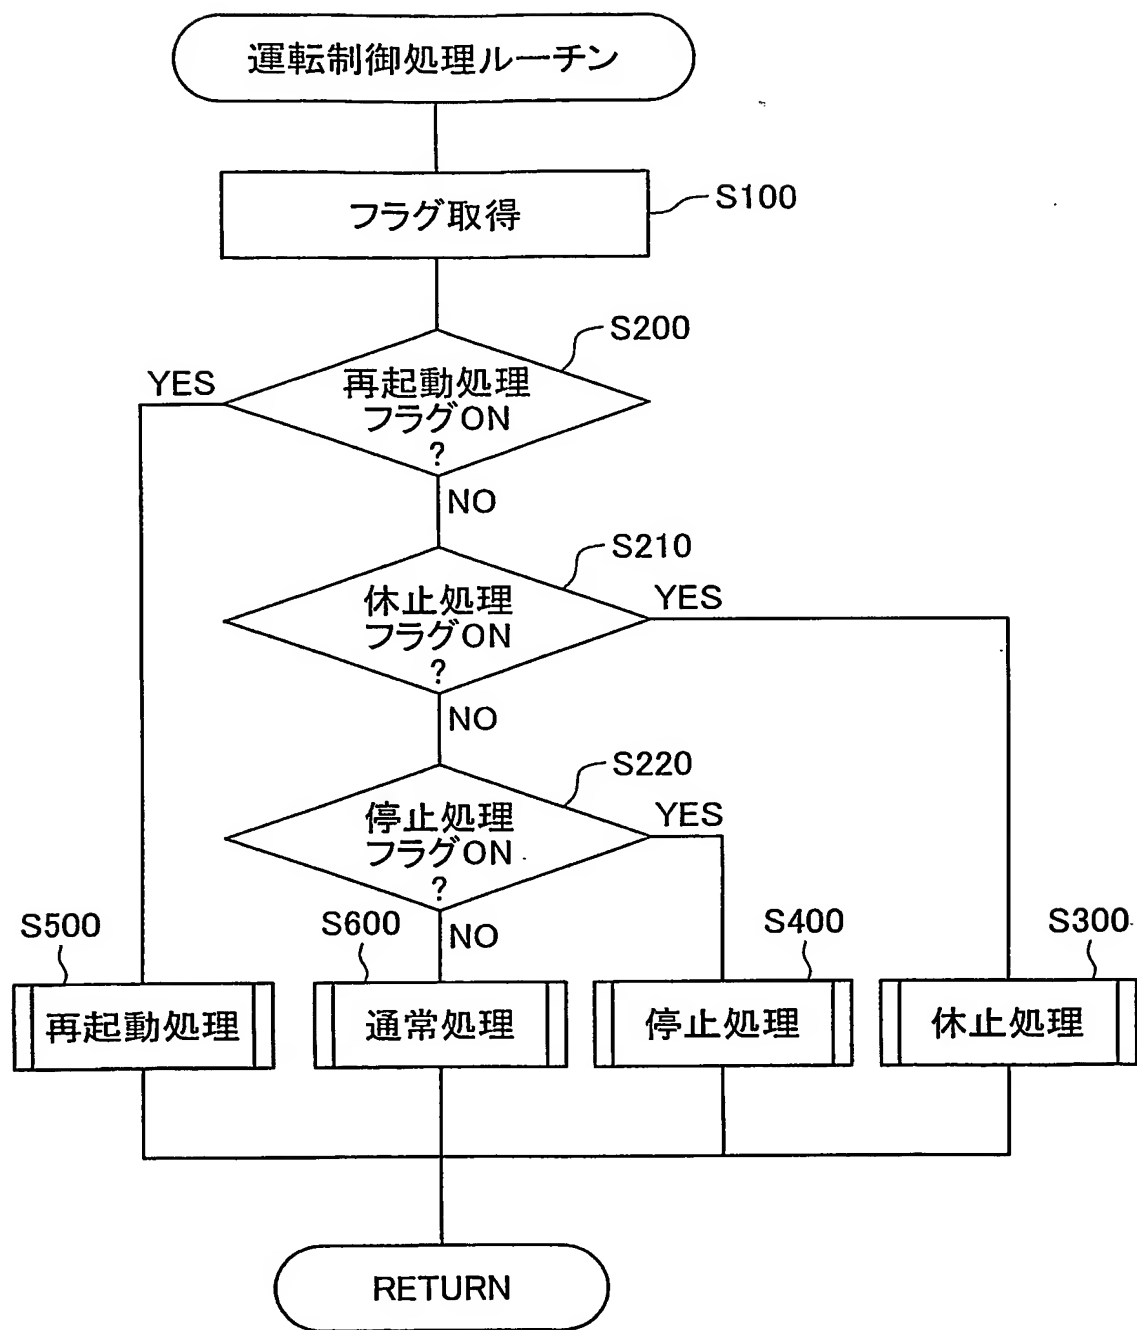 運転制御処理ルーチン
フラグ取得
S100
S200
YES
再起動処理
フラグON
?
NO
S210
YES
休止処理
フラグON
?
NO
S220
YES
停止処理
フラグON
?
NO
S500
S600
S400
S300
再起動処理
通常処理
停止処理
休止処理
RETURN